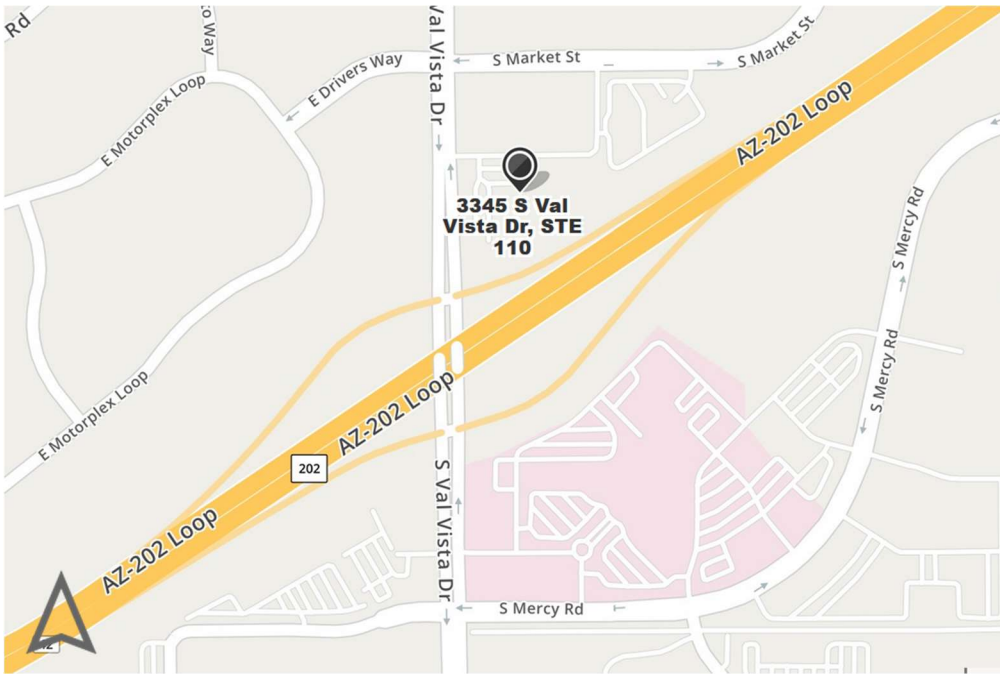 Rd
Val Vista Dr
S Market St
S Market St
E Drivers Way
E Motorplex Loop
AZ-202 Loop
3345 S Val
Vista Dr, STE
110
S Mercy Rd
S Mercy Rd
AZ-202 Loop
E Motorplex Loop
202
S Val Vista Dr
AZ-202 Loop
S Mercy Rd